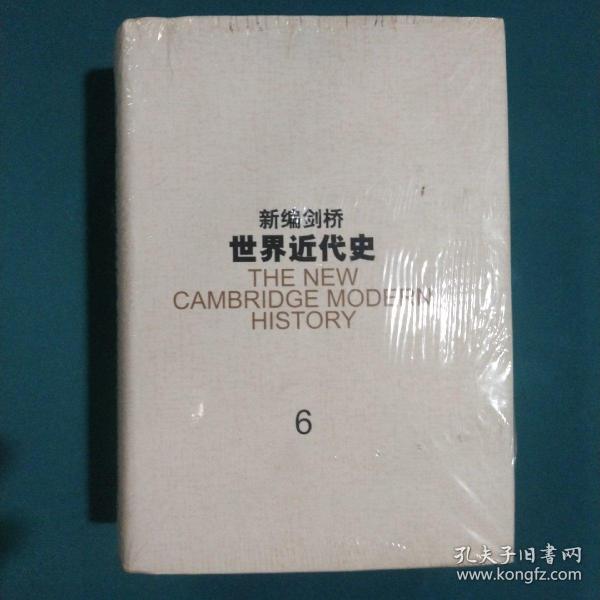 新编剑桥
世界近代史
THE NEW
CAMBRIDGE MODERN
HISTORY
6
孔夫子旧书网
www.kongfz.com